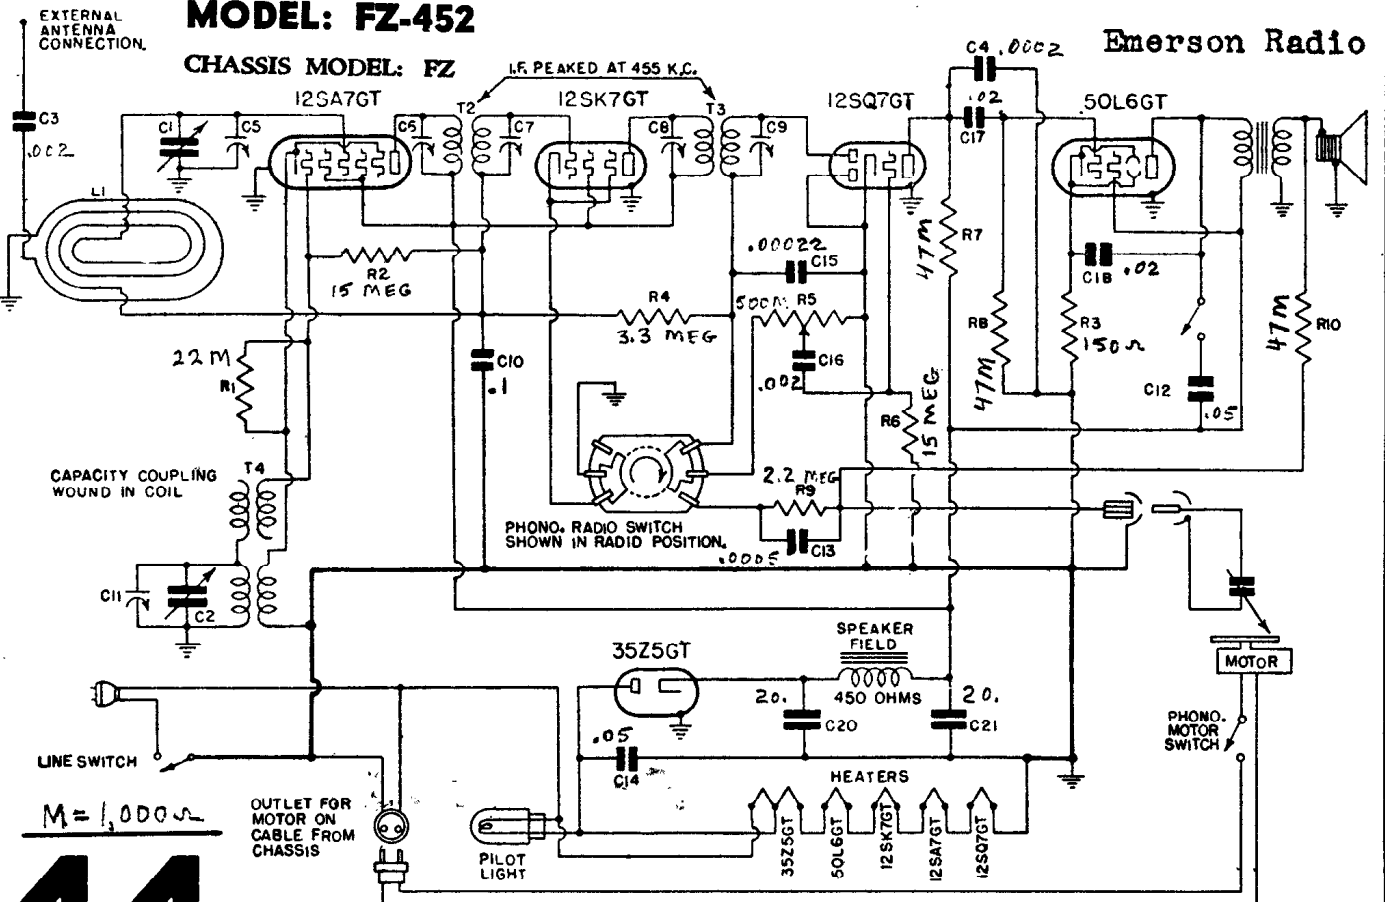 EXTERNAL
ANTENNA
CONNECTION.
MODEL: FZ-452
CHASSIS MODEL: FZ
Emerson Radio
I.F. PEAKED AT 455 K.C.
12SA7GT
T2
12SK7GT
T3
12SQ7GT
C4 .0002
.02
C17
50L6GT
C3
.002
C1
C5
C6
C7
C8
C9
L1
R2
15 MEG
.00022
C15
R7
47M
C18 .02
R4
3.3 MEG
500M R5
R8
47M
R3
150Ω
47M
R10
22M
R1
C10
.1
C16
.002
R6
15 MEG
C12
.05
CAPACITY COUPLING
WOUND IN COIL
T4
2.2 MEG
R9
PHONO. RADIO SWITCH
SHOWN IN RADIO POSITION.
.0005 C13
C11
C2
35Z5GT
SPEAKER
FIELD
450 OHMS
MOTOR
20.
C20
20.
C21
PHONO.
MOTOR
SWITCH
LINE SWITCH
.05
C14
HEATERS
M=1,000Ω
OUTLET FOR
MOTOR ON
CABLE FROM
CHASSIS
PILOT
LIGHT
35Z5GT
50L6GT
12SK7GT
12SA7GT
12SQ7GT